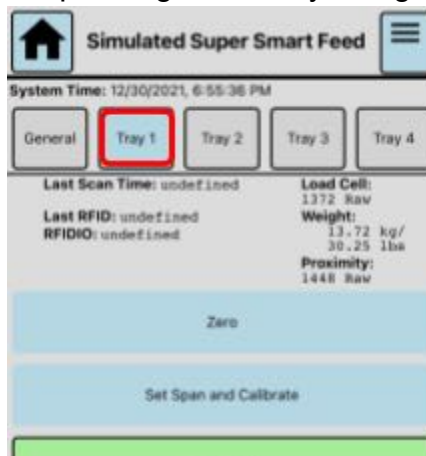 Simulated Super Smart Feed
System Time: 12/30/2021, 6:55:36 PM
General Tray 1 Tray 2 Tray 3 Tray 4
Last Scan Time: undefined
Last RFID: undefined
RFIDIO: undefined
Load Cell:
1372 Raw
Weight:
13.72 kg/
30.25 lbs
Proximity:
1448 Raw
Zero
Set Span and Calibrate